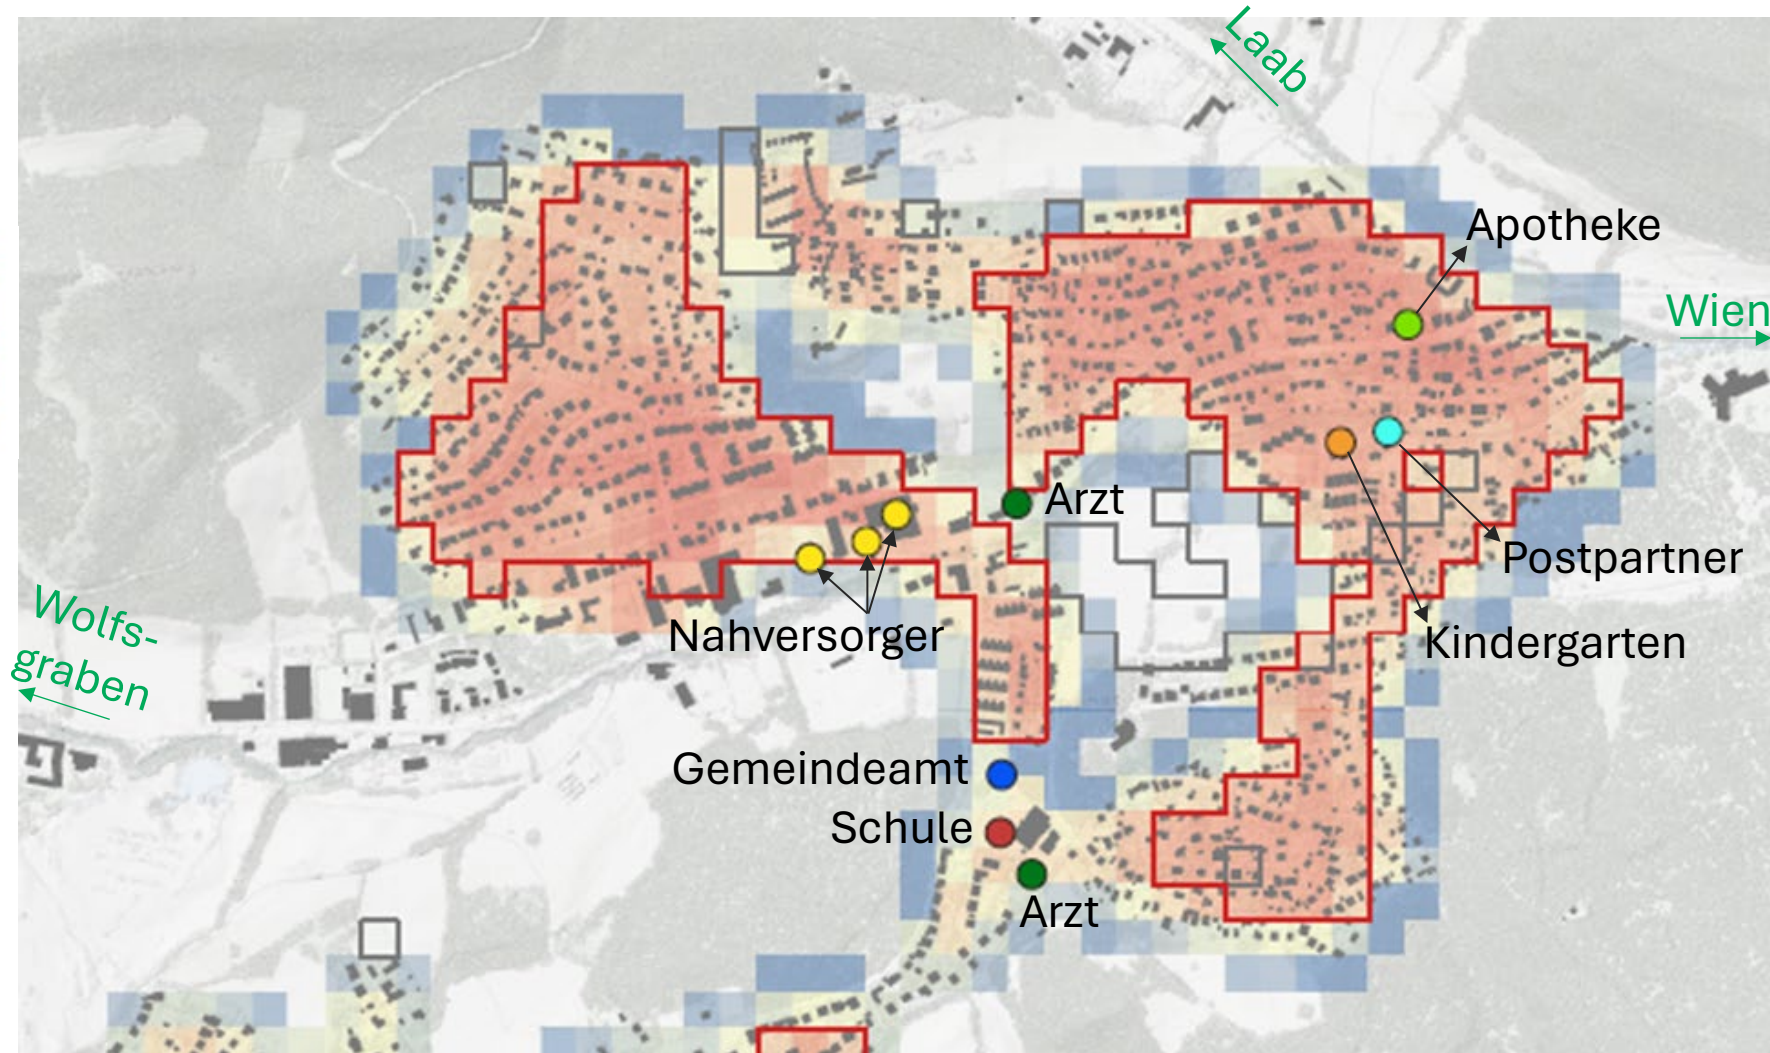 Laab
Apotheke
Wien
Arzt
Postpartner
Wolfs-
graben
Nahversorger
Kindergarten
Gemeindeamt
Schule
Arzt